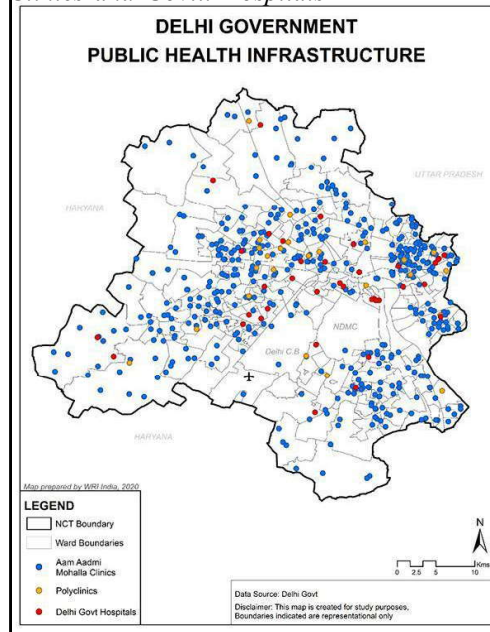 DELHI GOVERNMENT
PUBLIC HEALTH INFRASTRUCTURE
UTTAR PRADESH
HARYANA
NDMC
Delhi C.B
HARYANA
Map prepared by WRI India, 2020
LEGEND
NCT Boundary
Ward Boundaries
Aam Aadmi
Mohalla Clinics
Polyclinics
Delhi Govt Hospitals
N
Kms
0 2.5 5 10
Data Source: Delhi Govt
Disclaimer: This map is created for study purposes,
Boundaries indicated are representational only